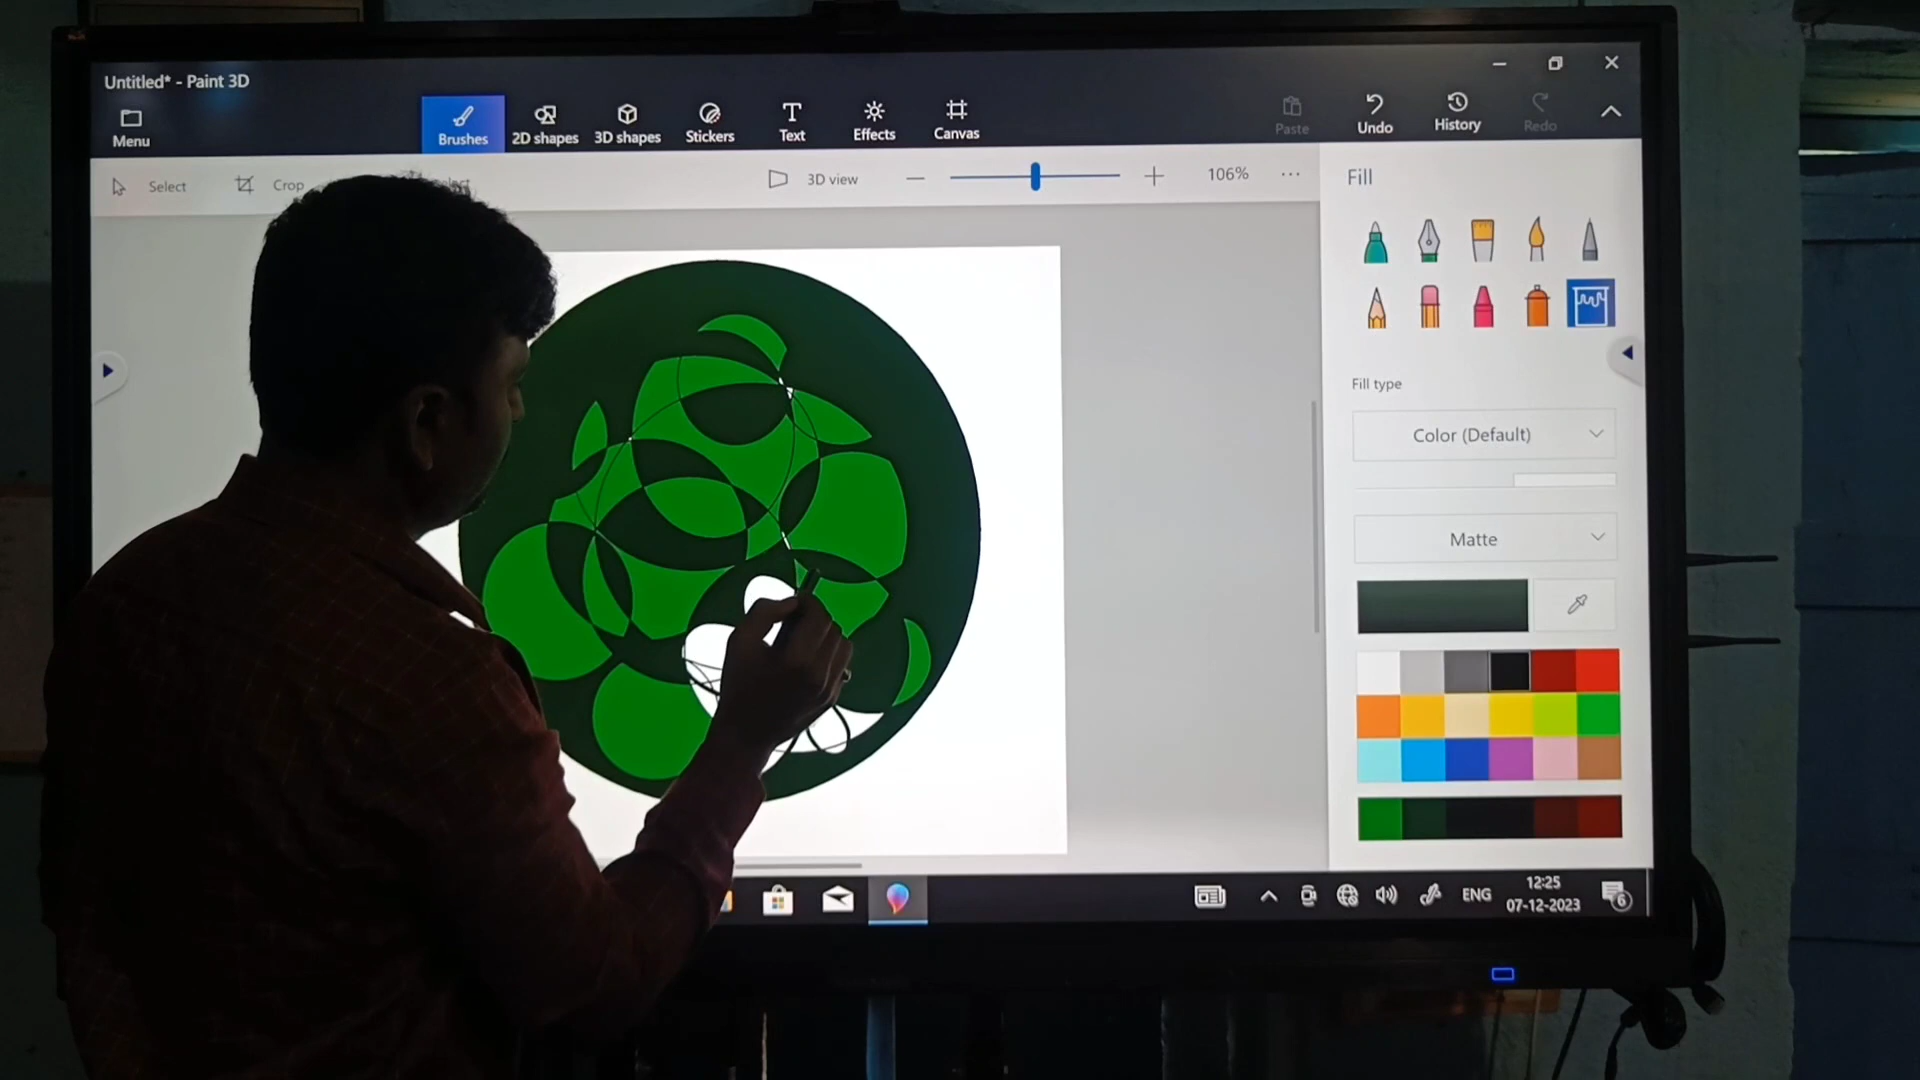 Untitled* - Paint 3D
Menu
Brushes
2D shapes
3D shapes
Stickers
Text
Effects
Canvas
Paste
Undo
History
Redo
Select
Crop
3D view
106%
Fill
Fill type
Color (Default)
Matte
ENG
12:25
07-12-2023
6